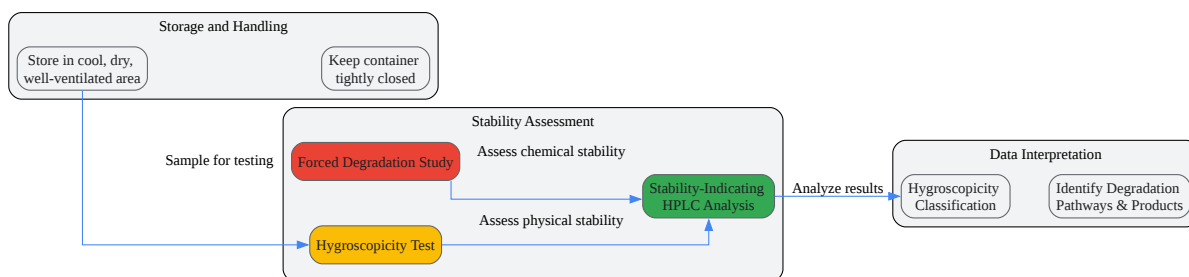 Storage and Handling
Store in cool, dry,
well-ventilated area
Keep container
tightly closed
Stability Assessment
Sample for testing
Forced Degradation Study
Assess chemical stability
Stability-Indicating
HPLC Analysis
Assess physical stability
Hygroscopicity Test
Analyze results
Data Interpretation
Hygroscopicity
Classification
Identify Degradation
Pathways & Products